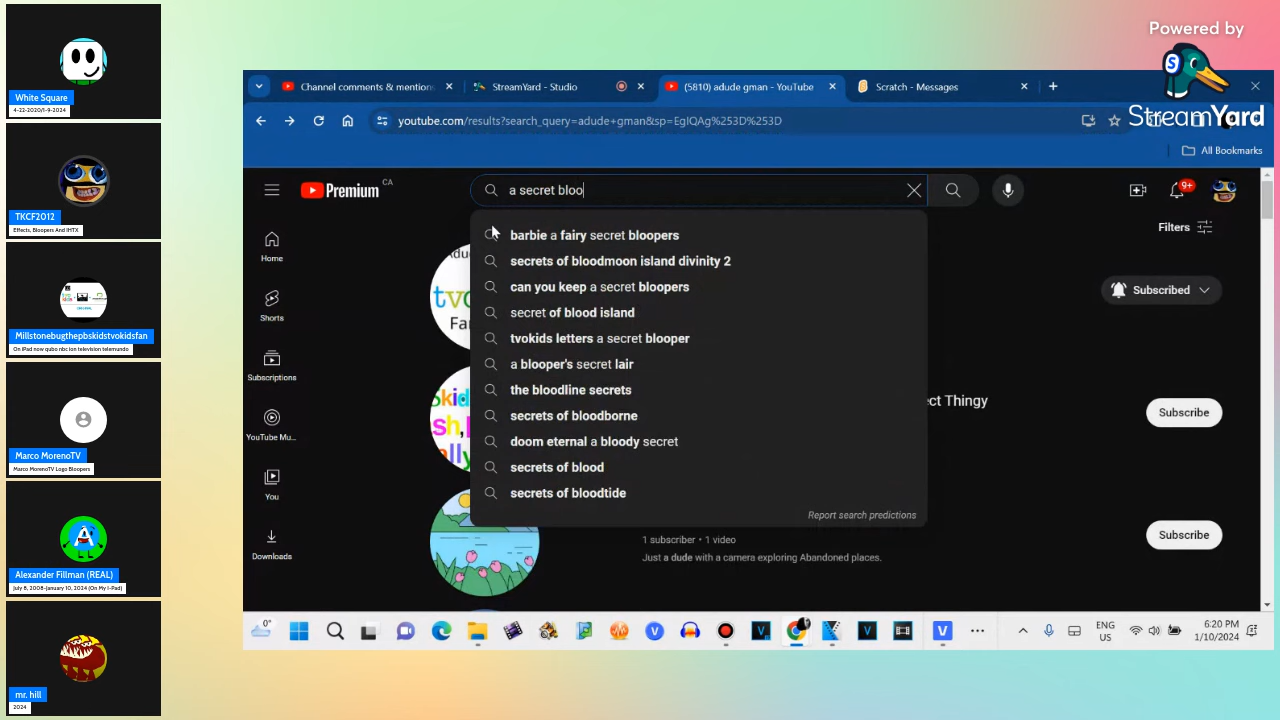 White Square
4-22-2020/1-9-2024
TKCF2012
Effects, Bloopers And IHTX
Millstonebugthepbskidstvokidsfan
On iPad now qubo nbc ion television telemundo
Marco MorenoTV
Marco MorenoTV Logo Bloopers
Alexander Fillman (REAL)
July 8, 2008-January 10, 2024 (On My I-Pad)
mr. hill
2024
Powered by
StreamYard
Channel comments & mention
StreamYard - Studio
(5810) adude gman - YouTube
Scratch - Messages
youtube.com/results?search_query=adude+gman&sp=EgIQAg%253D%253D
All Bookmarks
Premium CA
a secret bloo
9+
Filters
Home
Shorts
Subscriptions
YouTube Mu...
You
Downloads
barbie a fairy secret bloopers
secrets of bloodmoon island divinity 2
can you keep a secret bloopers
secret of blood island
tvokids letters a secret blooper
a blooper's secret lair
the bloodline secrets
secrets of bloodborne
doom eternal a bloody secret
secrets of blood
secrets of bloodtide
Report search predictions
Subscribed
ect Thingy
Subscribe
1 subscriber • 1 video
Just a dude with a camera exploring Abandoned places.
Subscribe
0°
ENG
US
6:20 PM
1/10/2024